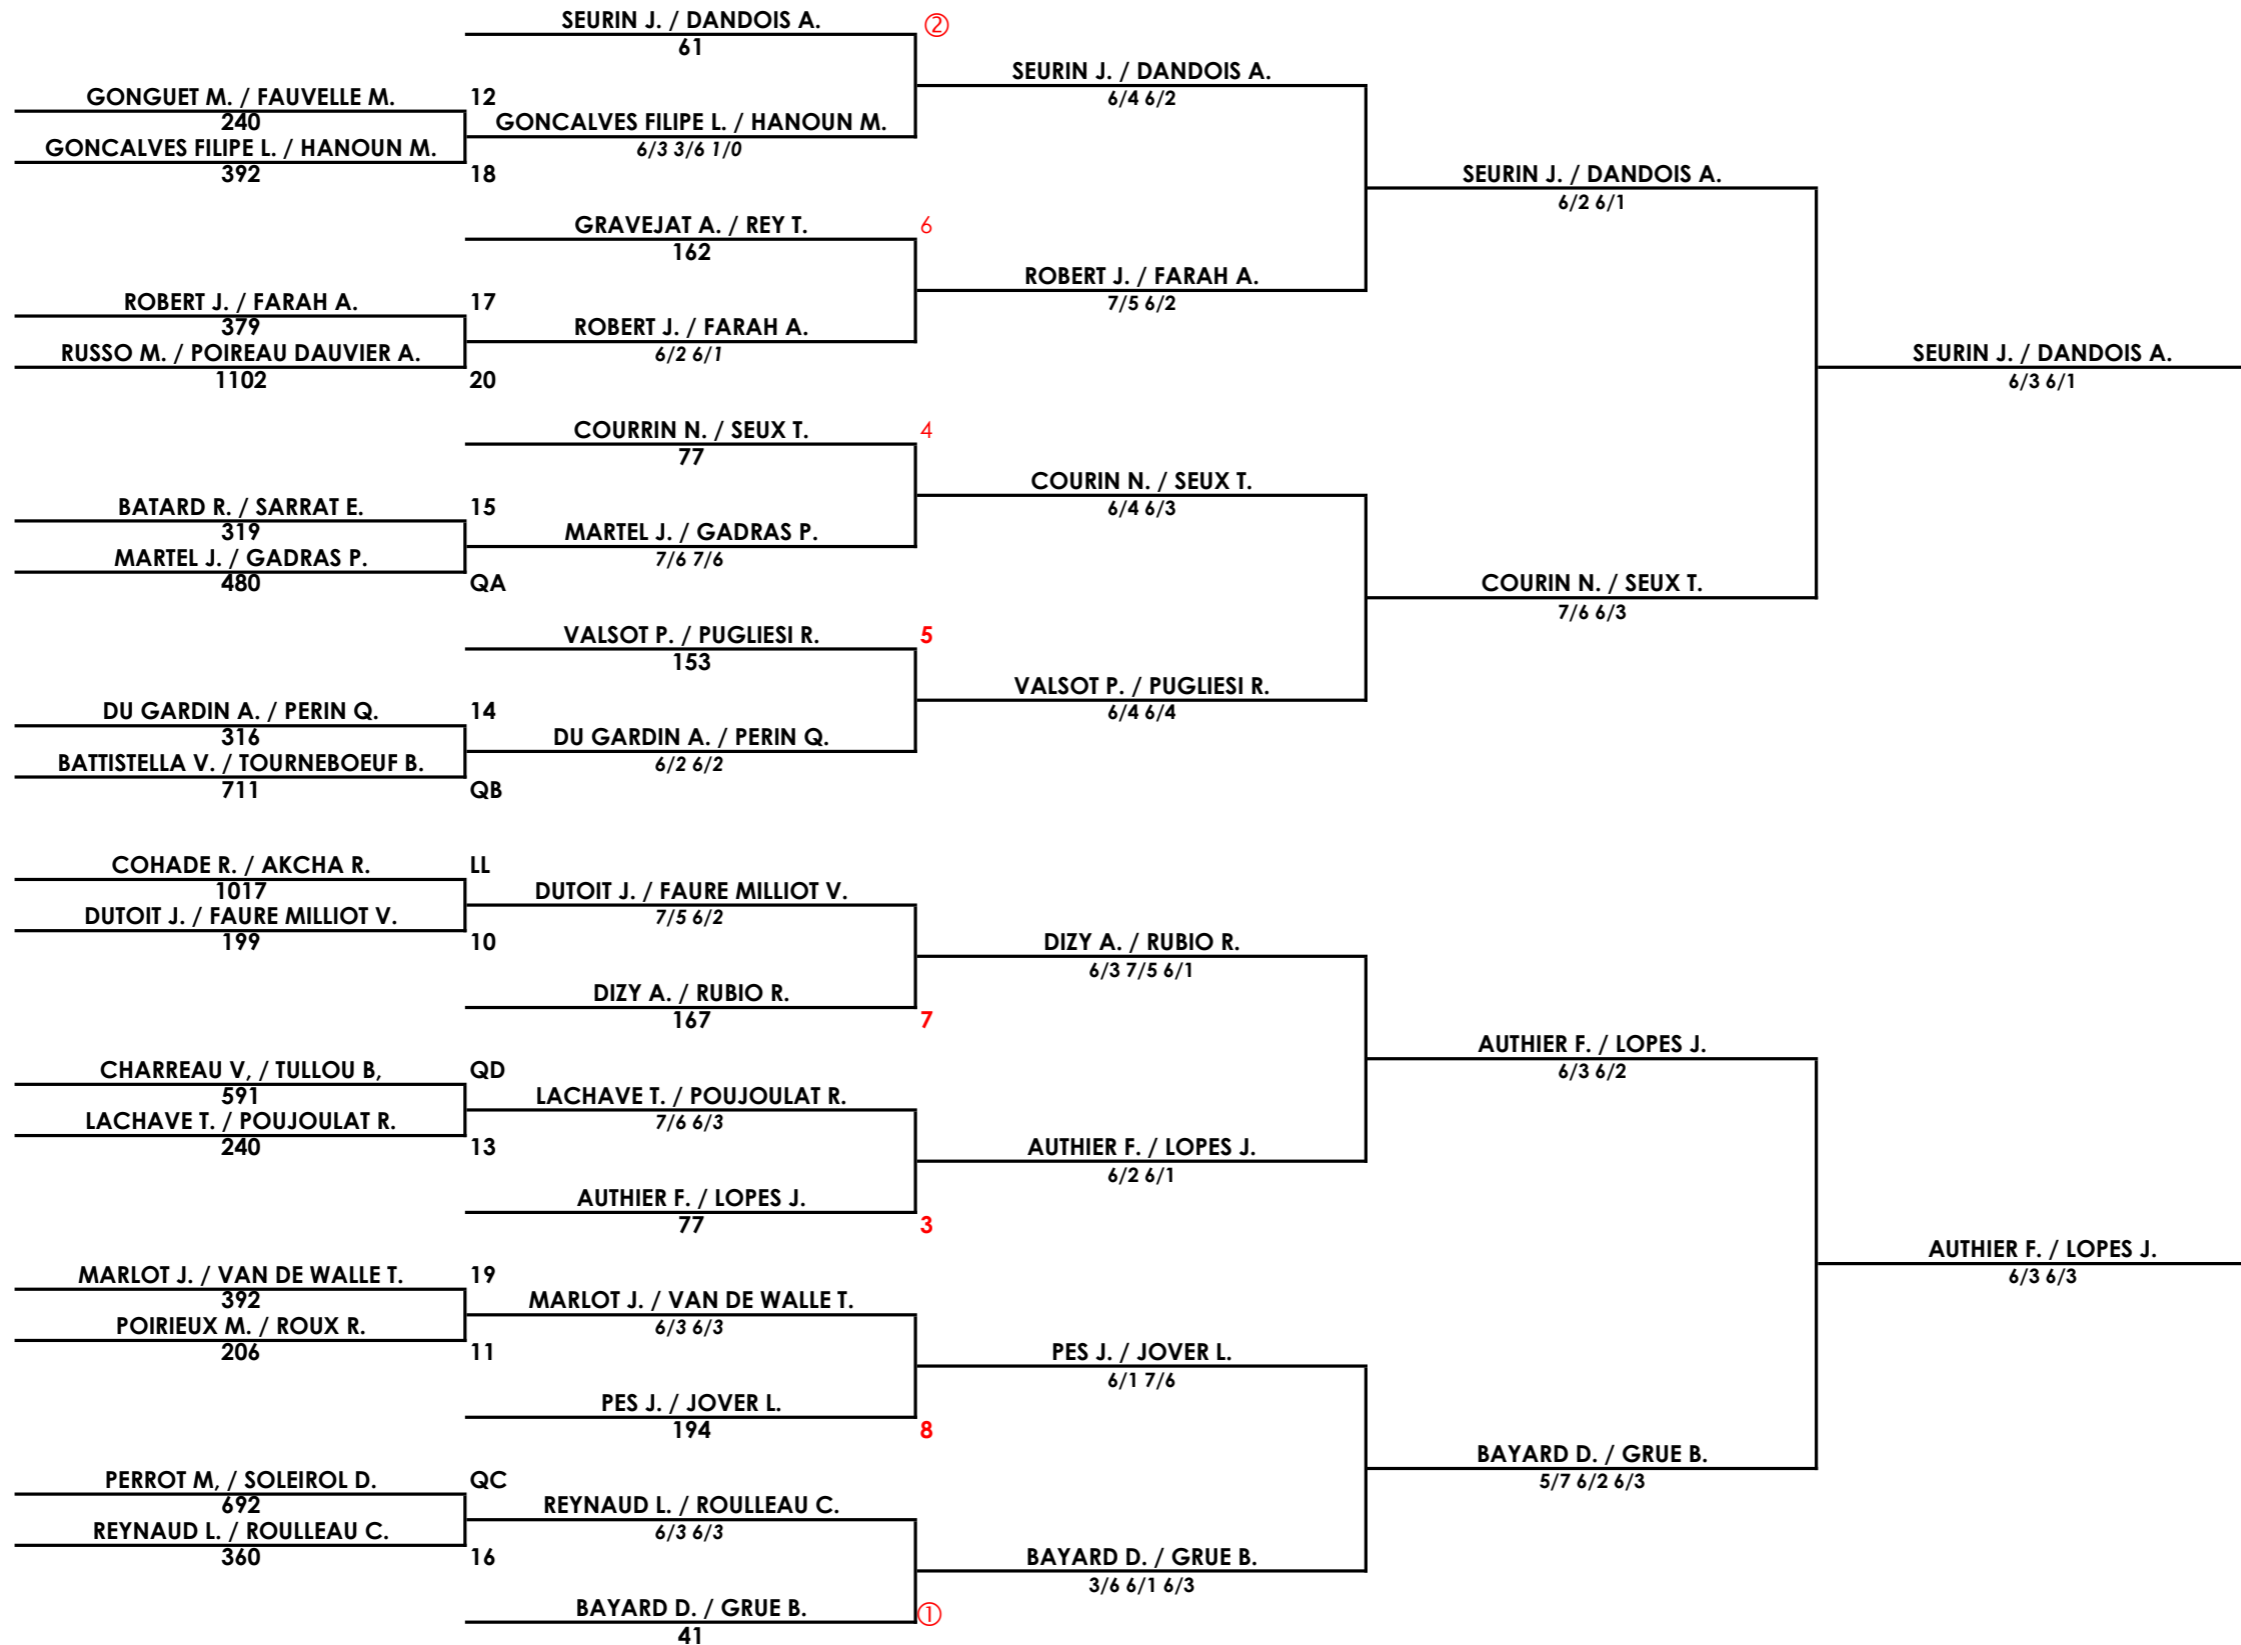 SEURIN J. / DANDOIS A. ②
61
SEURIN J. / DANDOIS A.
6/4 6/2
GONGUET M. / FAUVELLE M. 12
240
GONCALVES FILIPE L. / HANOUN M.
6/3 3/6 1/0
GONCALVES FILIPE L. / HANOUN M.
392 18
SEURIN J. / DANDOIS A.
6/2 6/1
GRAVEJAT A. / REY T. 6
162
ROBERT J. / FARAH A.
7/5 6/2
ROBERT J. / FARAH A. 17
379
ROBERT J. / FARAH A.
6/2 6/1
RUSSO M. / POIREAU DAUVIER A.
1102 20
SEURIN J. / DANDOIS A.
6/3 6/1
COURRIN N. / SEUX T. 4
77
COURIN N. / SEUX T.
6/4 6/3
BATARD R. / SARRAT E. 15
319
MARTEL J. / GADRAS P.
7/6 7/6
MARTEL J. / GADRAS P.
480 QA
COURIN N. / SEUX T.
7/6 6/3
VALSOT P. / PUGLIESI R. 5
153
VALSOT P. / PUGLIESI R.
6/4 6/4
DU GARDIN A. / PERIN Q. 14
316
DU GARDIN A. / PERIN Q.
6/2 6/2
BATTISTELLA V. / TOURNEBOEUF B.
711 QB
COHADE R. / AKCHA R. LL
1017
DUTOIT J. / FAURE MILLIOT V.
7/5 6/2
DUTOIT J. / FAURE MILLIOT V.
199 10
DIZY A. / RUBIO R.
6/3 7/5 6/1
DIZY A. / RUBIO R.
167 7
AUTHIER F. / LOPES J.
6/3 6/2
CHARREAU V, / TULLOU B, QD
591
LACHAVE T. / POUJOULAT R.
7/6 6/3
LACHAVE T. / POUJOULAT R.
240 13
AUTHIER F. / LOPES J.
6/2 6/1
AUTHIER F. / LOPES J.
77 3
AUTHIER F. / LOPES J.
6/3 6/3
MARLOT J. / VAN DE WALLE T. 19
392
MARLOT J. / VAN DE WALLE T.
6/3 6/3
POIRIEUX M. / ROUX R.
206 11
PES J. / JOVER L.
6/1 7/6
PES J. / JOVER L.
194 8
BAYARD D. / GRUE B.
5/7 6/2 6/3
PERROT M, / SOLEIROL D. QC
692
REYNAUD L. / ROULLEAU C.
6/3 6/3
REYNAUD L. / ROULLEAU C.
360 16
BAYARD D. / GRUE B.
3/6 6/1 6/3
BAYARD D. / GRUE B. ①
41